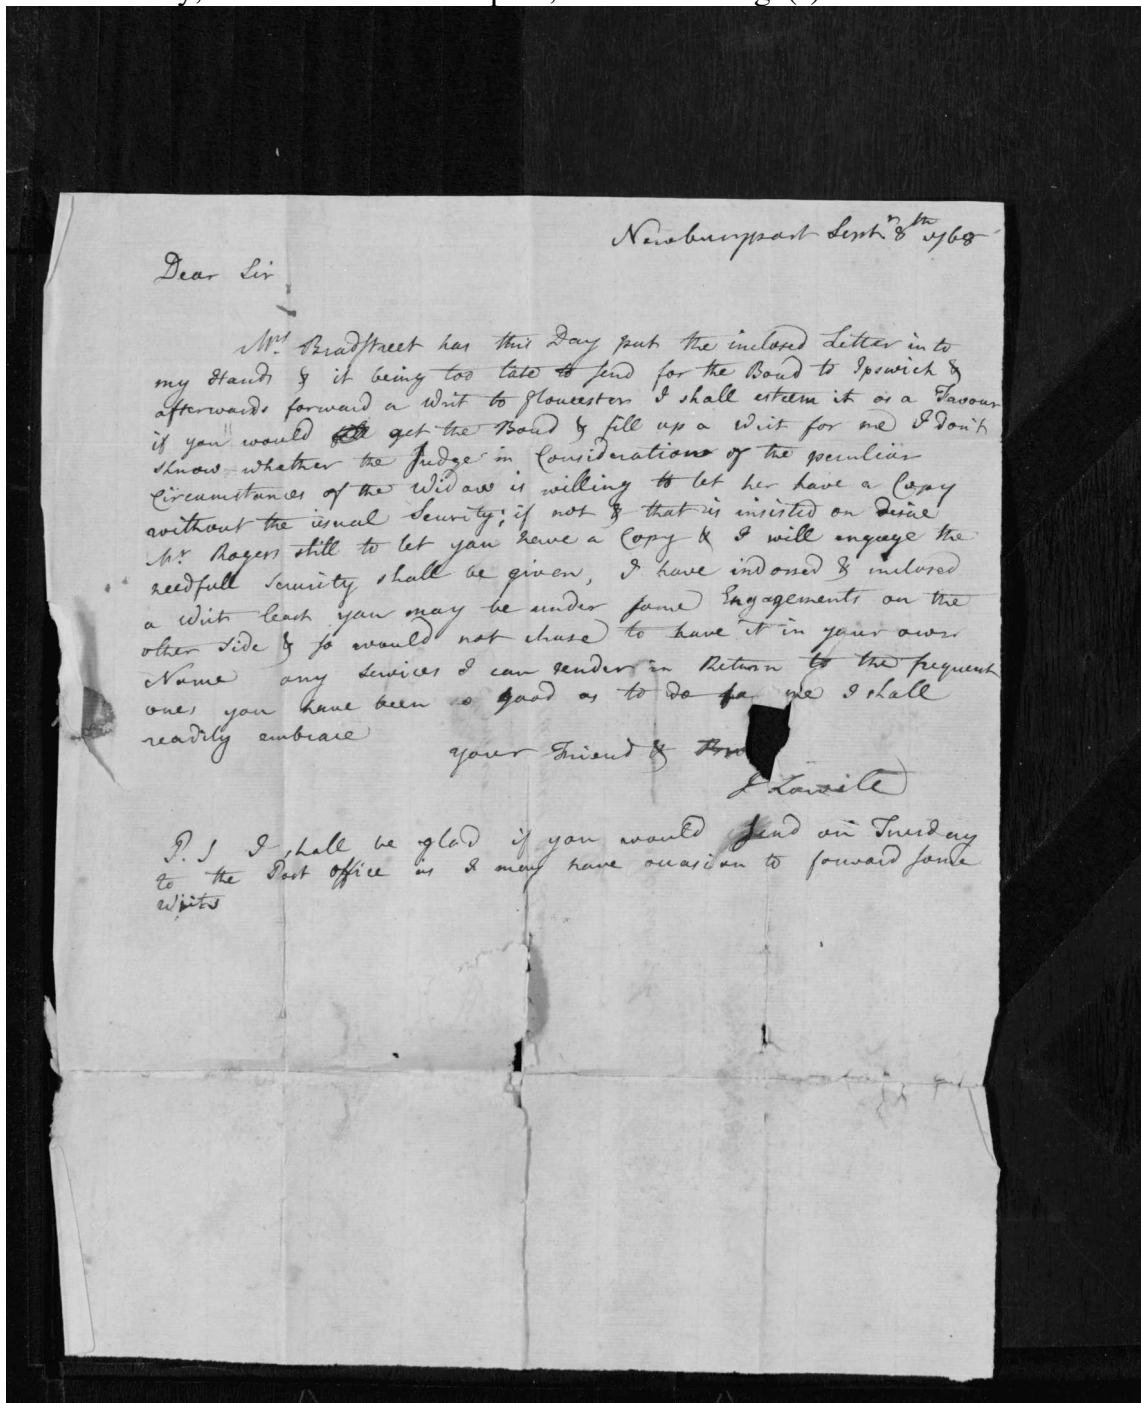 Newburyport Septr 8th 1768
Dear Sir
Mrs Bradstreet has this Day put the inclosed Letter in to
my Hands & it being too late to send for the Bond to Ipswich &
afterwards forward a Writ to Gloucester I shall esteem it as a Favour
if you would get the Bond & fill up a Writ for me I don't
know whether the Judge in Consideration of the peculiar
Circumstances of the Widow is willing to let her have a Copy
without the usual Security; if not & that is insisted on desire
Mr Rogers still to let you have a Copy & I will engage the
needfull Security shall be given, I have indorsed & inclosed
a Writ least you may be under some Engagements on the
other side & so would not chuse to have it in your own
Name any services I can render in Return to the frequent
ones you have been so good as to do for me I shall
readily embrace
your Friend &
J Lowell
P.S I shall be glad if you would send on Tuesday
to the Post office as I may have occasion to forward some
Writs